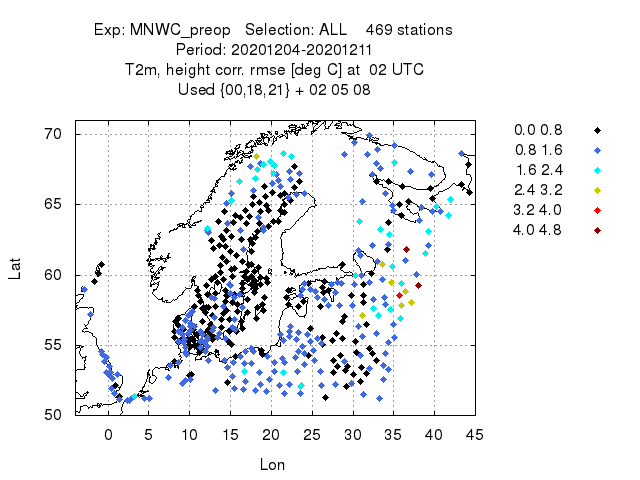 Exp: MNWC_preop   Selection: ALL    469 stations
Period: 20201204-20201211
T2m, height corr. rmse [deg C] at  02 UTC
Used {00,18,21} + 02 05 08
70
65
60
55
50
0 5 10 15 20 25 30 35 40 45
Lat
Lon
0.0 0.8
0.8 1.6
1.6 2.4
2.4 3.2
3.2 4.0
4.0 4.8